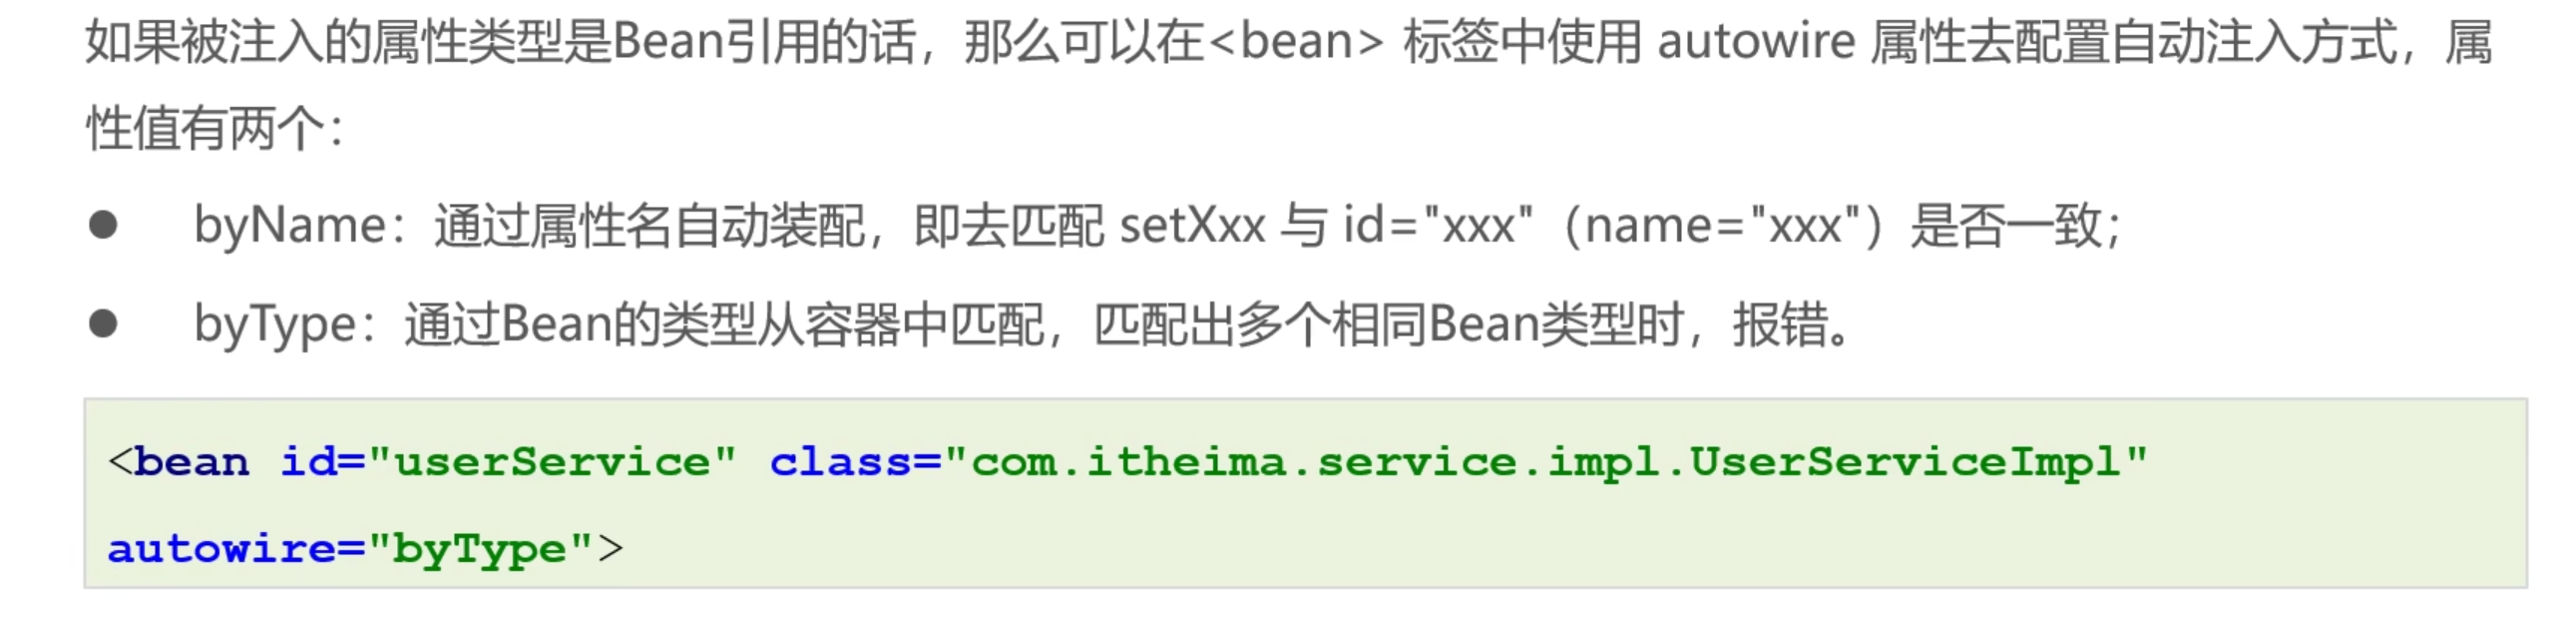 如果被注入的属性类型是Bean引用的话，那么可以在<bean> 标签中使用 autowire 属性去配置自动注入方式，属
性值有两个：
● byName：通过属性名自动装配，即去匹配 setXxx 与 id="xxx"（name="xxx"）是否一致；
● byType：通过Bean的类型从容器中匹配，匹配出多个相同Bean类型时，报错。
<bean id="userService" class="com.itheima.service.impl.UserServiceImpl"
autowire="byType">